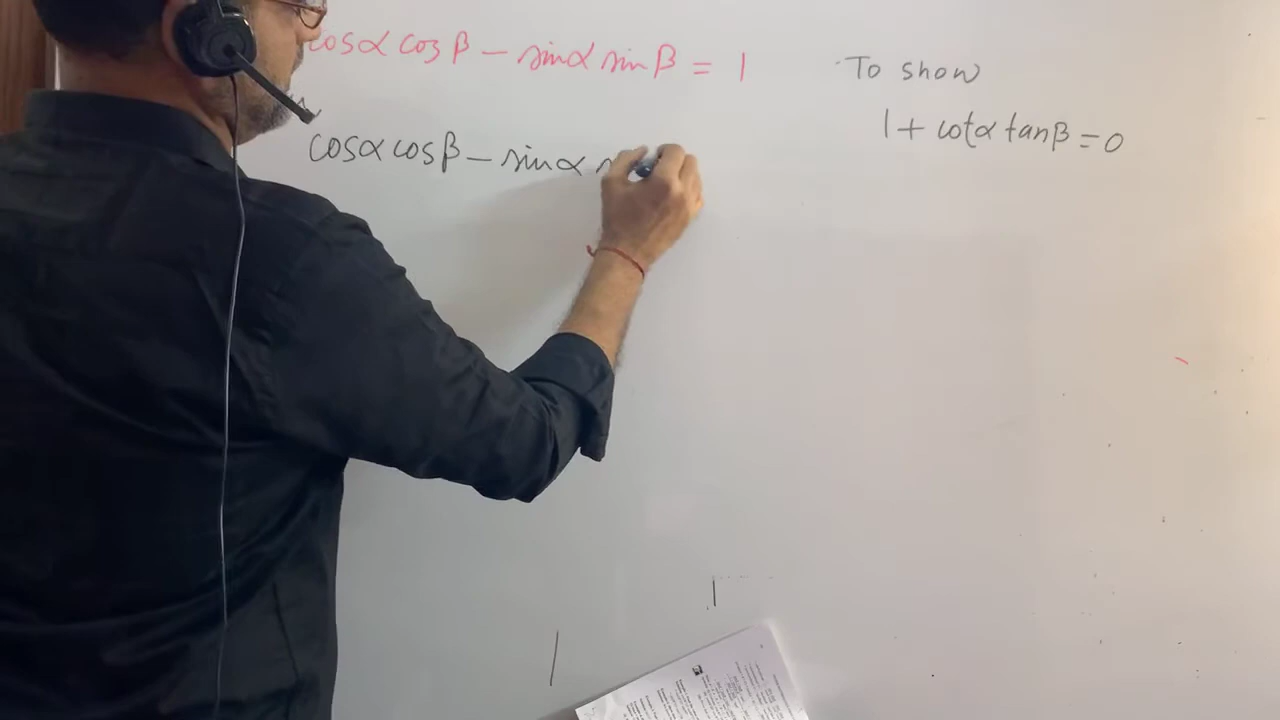 cosα cosβ – sinα sinβ = 1
To show
1 + cotα tanβ = 0
cosα cosβ – sinα